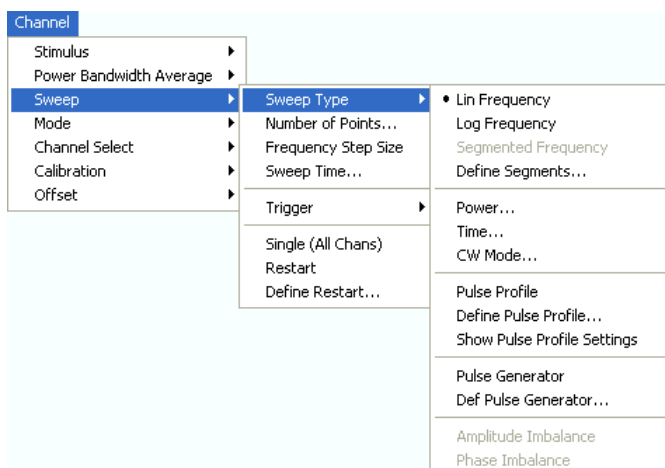 Channel
Stimulus
Power Bandwidth Average
Sweep
Mode
Channel Select
Calibration
Offset
Sweep Type
Number of Points...
Frequency Step Size
Sweep Time...
Trigger
Single (All Chans)
Restart
Define Restart...
Lin Frequency
Log Frequency
Segmented Frequency
Define Segments...
Power...
Time...
CW Mode...
Pulse Profile
Define Pulse Profile...
Show Pulse Profile Settings
Pulse Generator
Def Pulse Generator...
Amplitude Imbalance
Phase Imbalance